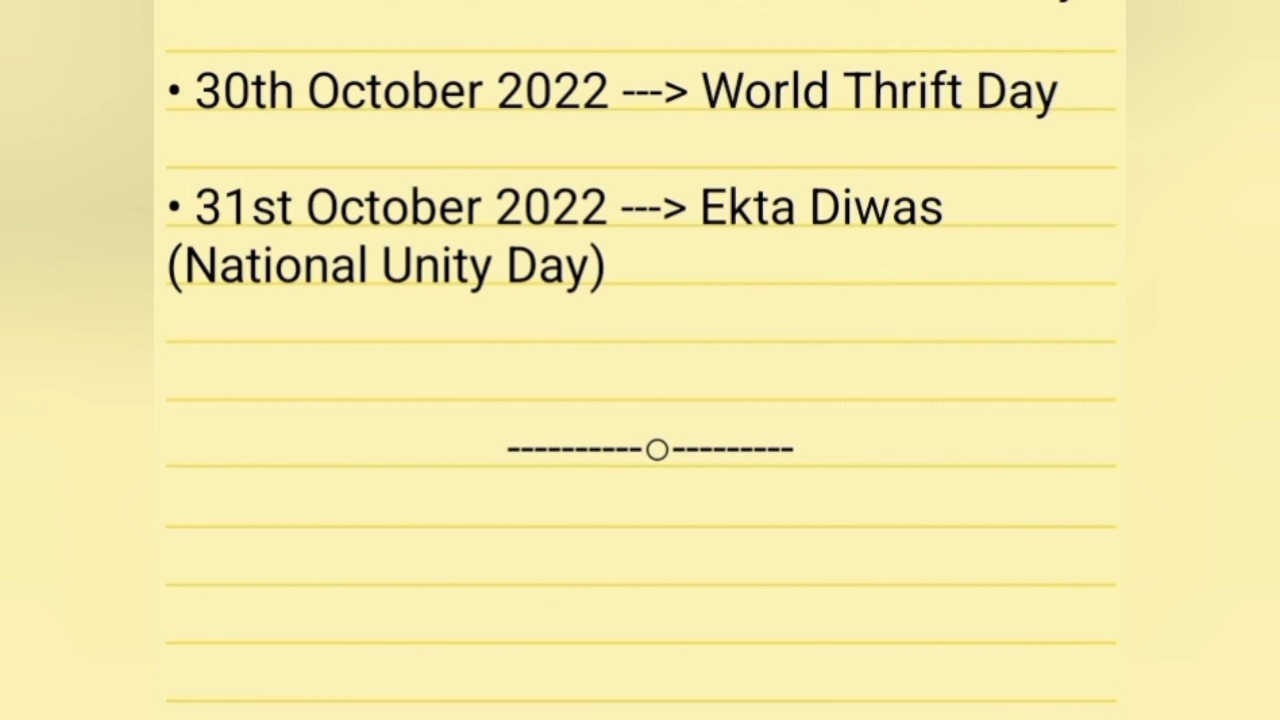 • 30th October 2022 ---> World Thrift Day
• 31st October 2022 ---> Ekta Diwas
(National Unity Day)
----------○---------